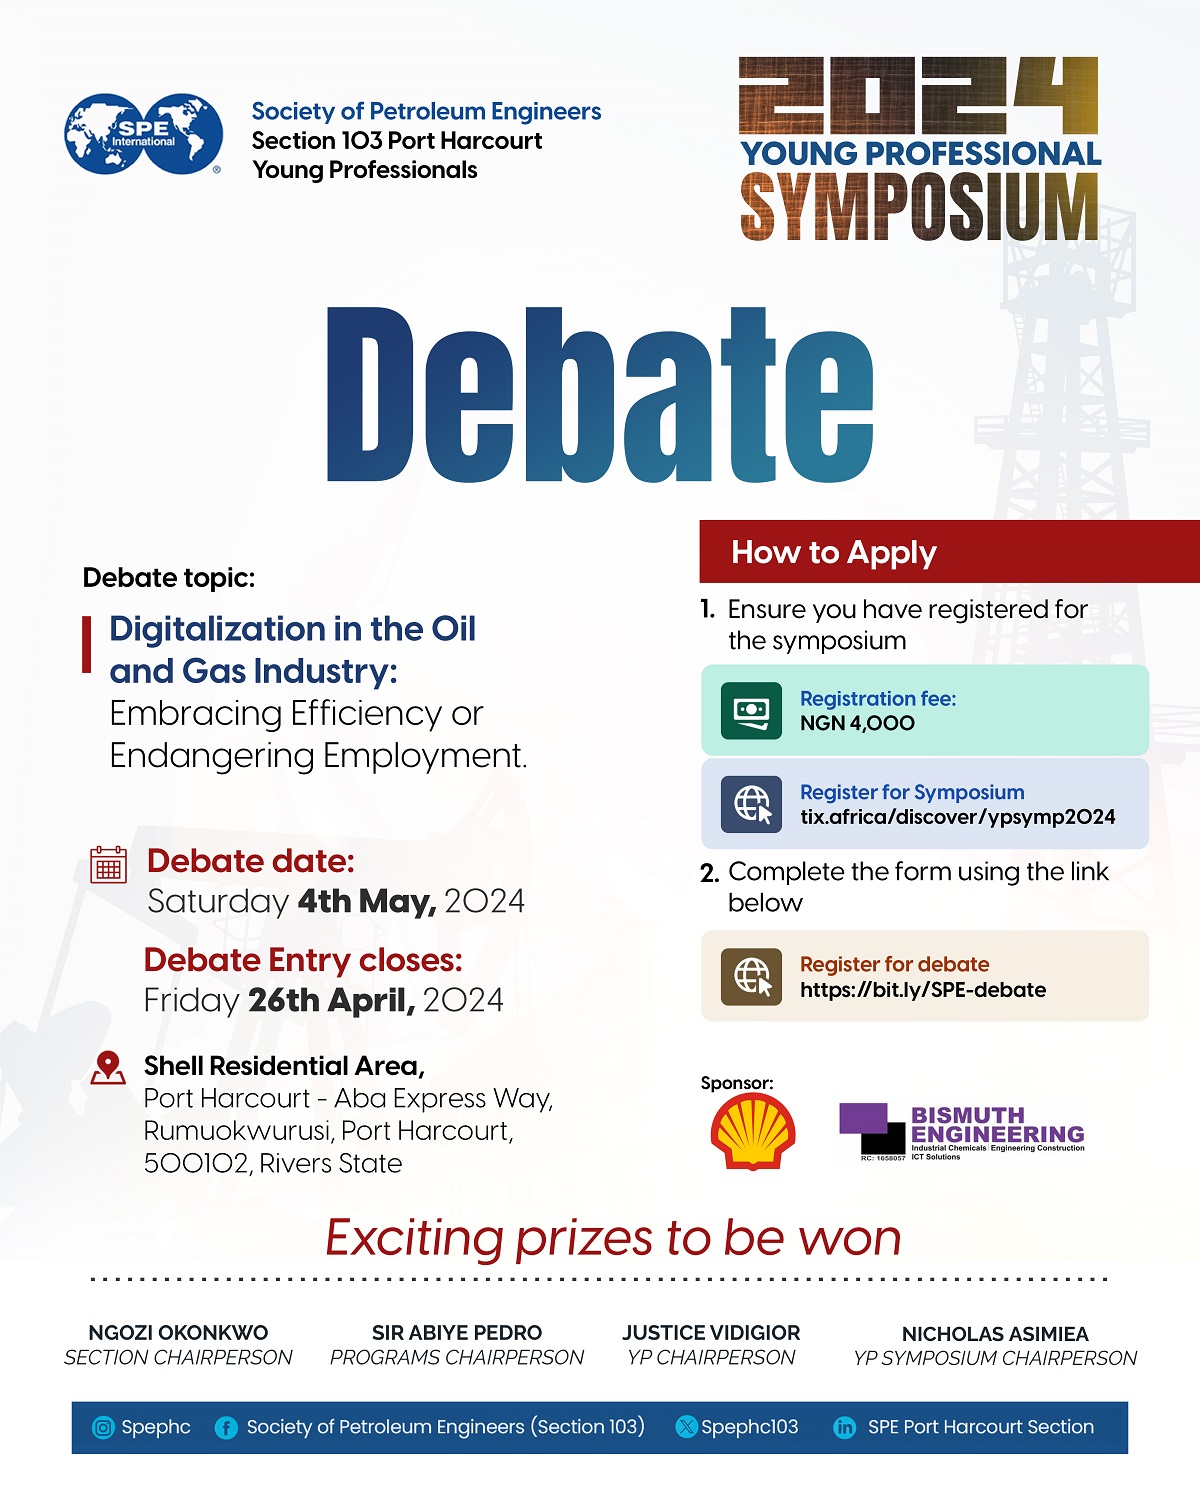 SPE
International
®
Society of Petroleum Engineers
Section 103 Port Harcourt
Young Professionals
2024
YOUNG PROFESSIONAL
SYMPOSIUM
Debate
Debate topic:
Digitalization in the Oil
and Gas Industry:
Embracing Efficiency or
Endangering Employment.
Debate date:
Saturday 4th May, 2024
Debate Entry closes:
Friday 26th April, 2024
Shell Residential Area,
Port Harcourt - Aba Express Way,
Rumuokwurusi, Port Harcourt,
500102, Rivers State
How to Apply
1. Ensure you have registered for
the symposium
Registration fee:
NGN 4,000
Register for Symposium
tix.africa/discover/ypsymp2024
2. Complete the form using the link
below
Register for debate
https://bit.ly/SPE-debate
Sponsor:
BISMUTH
ENGINEERING
Industrial Chemicals | Engineering Construction
RC: 1658057 ICT Solutions
Exciting prizes to be won
NGOZI OKONKWO
SECTION CHAIRPERSON
SIR ABIYE PEDRO
PROGRAMS CHAIRPERSON
JUSTICE VIDIGIOR
YP CHAIRPERSON
NICHOLAS ASIMIEA
YP SYMPOSIUM CHAIRPERSON
Spephc Society of Petroleum Engineers (Section 103) Spephc103 SPE Port Harcourt Section